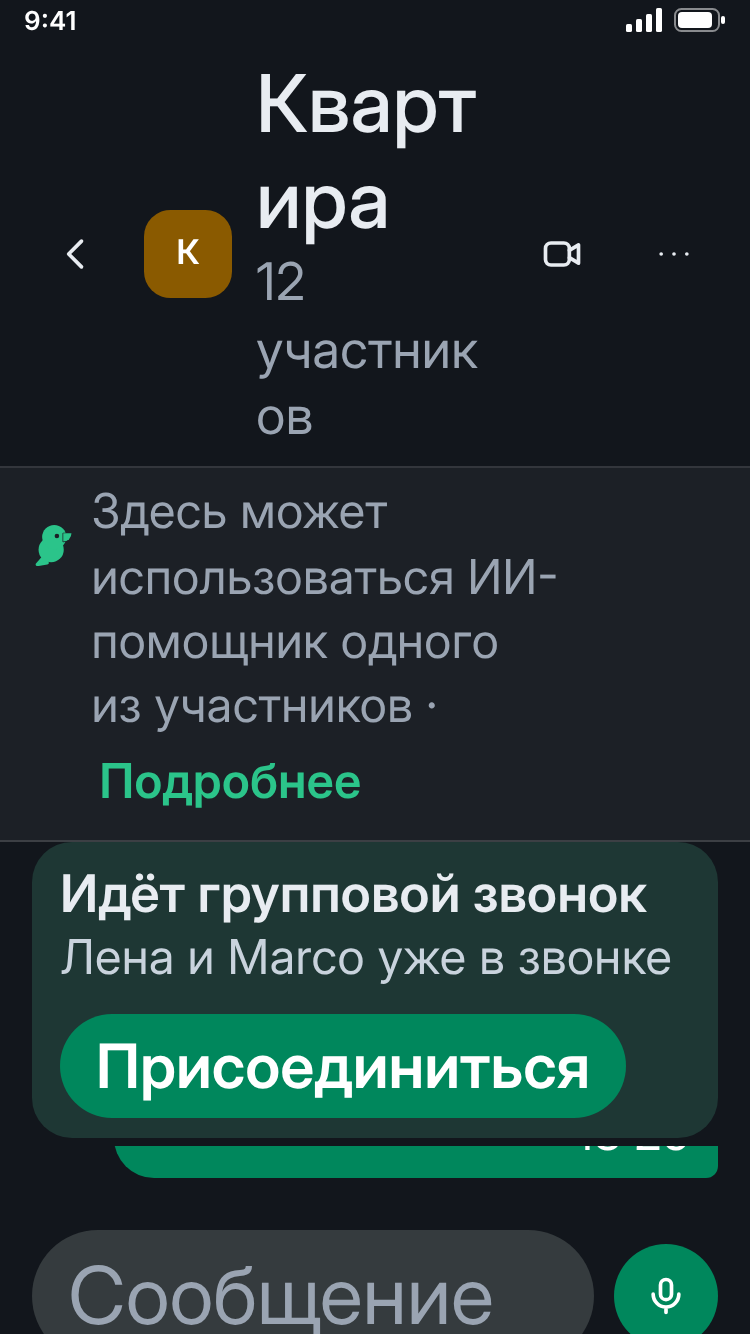 9:41
Кварт
ира
К
12
участник
ов
Здесь может
использоваться ИИ-
помощник одного
из участников ·
Подробнее
Идёт групповой звонок
Лена и Marco уже в звонке
Присоединиться
Сообщение